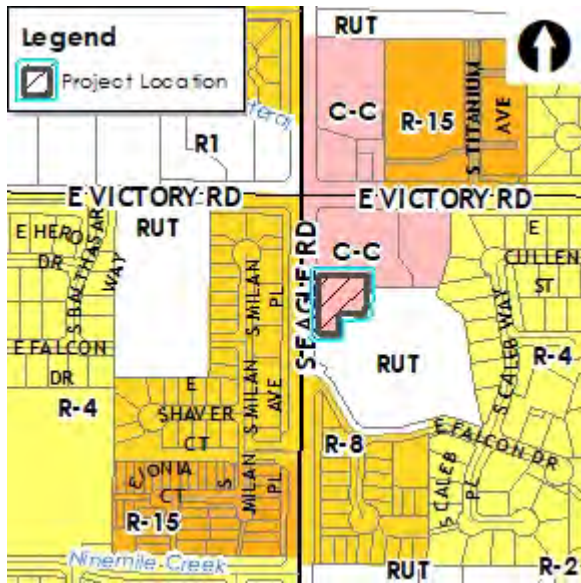 Legend
Project Location
RUT
C-C
R-15
S TITANIUM
AVE
R1
E VICTORY RD
E VICTORY RD
RUT
E HERO
DR
S BALTHASAR
WAY
S EAGLE RD
C-C
E
CULLEN
ST
S MILAN
PL
E FALCON
DR
S MILAN
AVE
RUT
S CALEB WAY
R-4
R-4
E
SHAVER
CT
R-8
E FALCON DR
E IONIA
CT
S
MILAN
PL
S CALEB
PL
R-15
Ninemile Creek
RUT
R-2